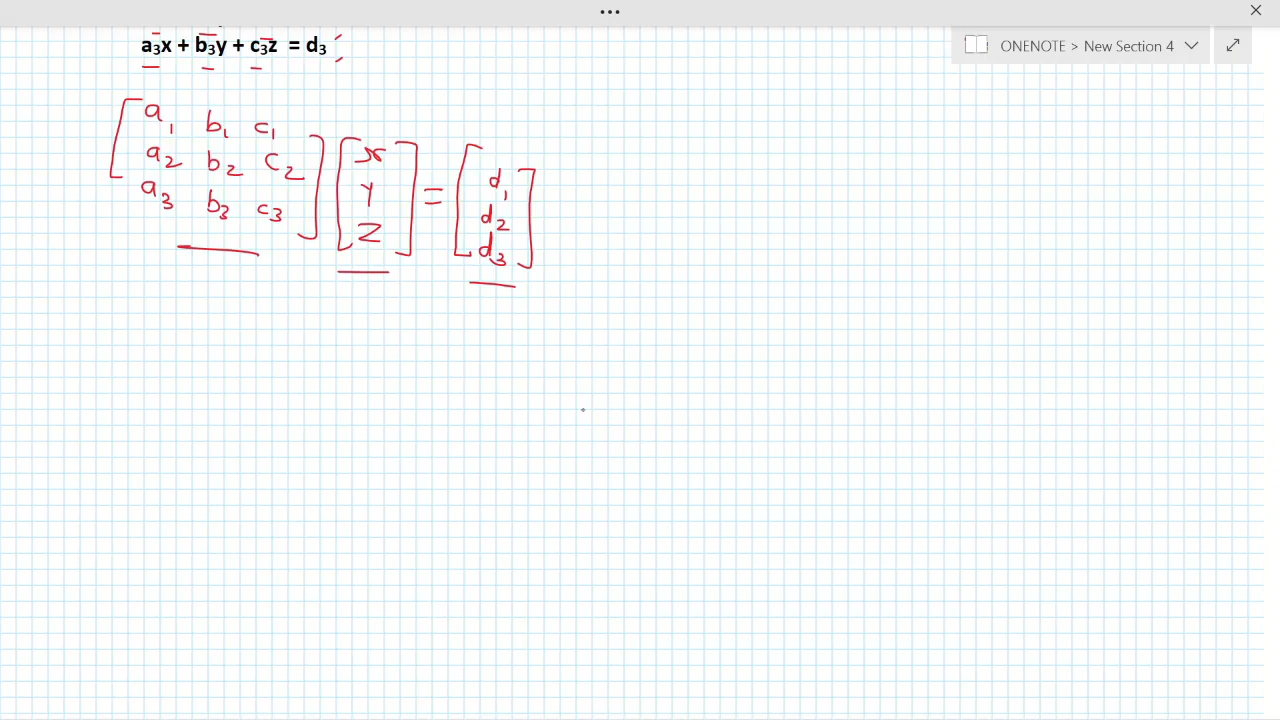 ONENOTE > New Section 4
a₃x + b₃y + c₃z = d₃
a₁ b₁ c₁ x d₁
a₂ b₂ c₂ y = d₂
a₃ b₃ c₃ z d₃